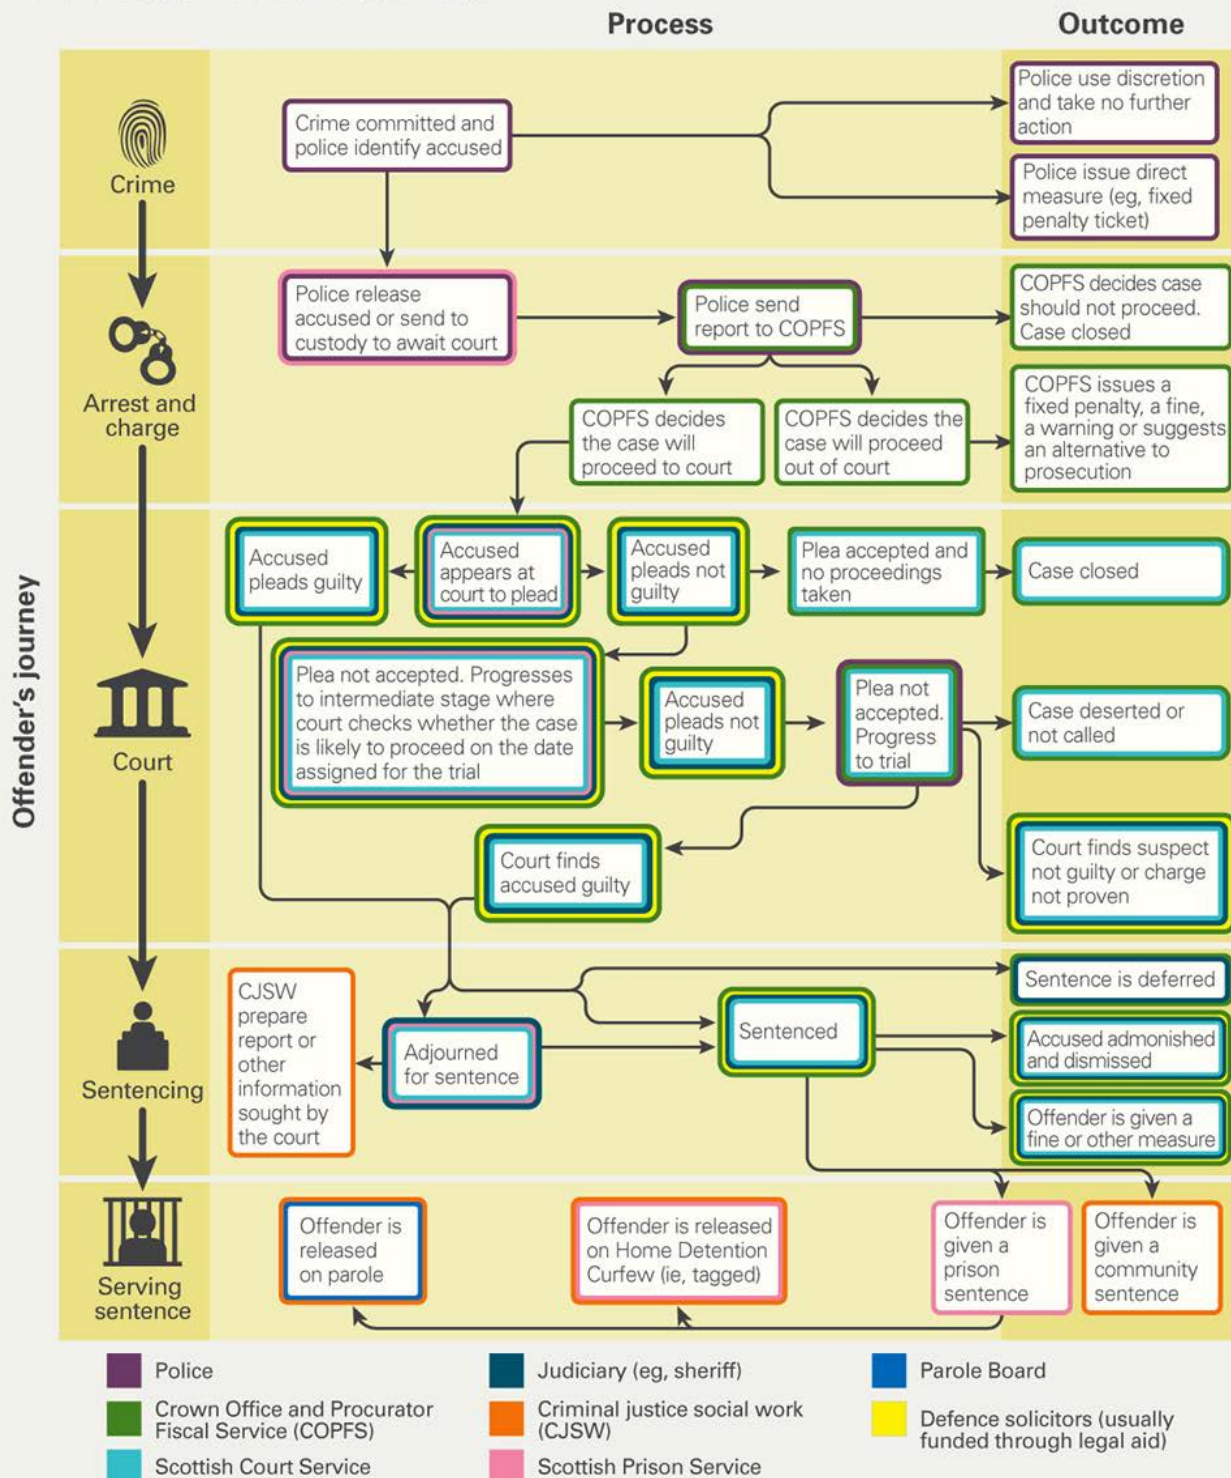 Process
Outcome
Offender's journey
Crime
Crime committed and
police identify accused
Police use discretion
and take no further
action
Police issue direct
measure (eg, fixed
penalty ticket)
Arrest and
charge
Police release
accused or send to
custody to await court
Police send
report to COPFS
COPFS decides case
should not proceed.
Case closed
COPFS decides
the case will
proceed to court
COPFS decides the
case will proceed
out of court
COPFS issues a
fixed penalty, a fine,
a warning or suggests
an alternative to
prosecution
Court
Accused
pleads guilty
Accused
appears at
court to plead
Accused
pleads not
guilty
Plea accepted and
no proceedings
taken
Case closed
Plea not accepted. Progresses
to intermediate stage where
court checks whether the case
is likely to proceed on the date
assigned for the trial
Accused
pleads not
guilty
Plea not
accepted.
Progress
to trial
Case deserted or
not called
Court finds
accused guilty
Court finds suspect
not guilty or charge
not proven
Sentencing
CJSW
prepare
report or
other
information
sought by
the court
Adjourned
for sentence
Sentenced
Sentence is deferred
Accused admonished
and dismissed
Offender is given a
fine or other measure
Serving
sentence
Offender is
released
on parole
Offender is released
on Home Detention
Curfew (ie, tagged)
Offender is
given a
prison
sentence
Offender is
given a
community
sentence
Police
Judiciary (eg, sheriff)
Parole Board
Crown Office and Procurator
Fiscal Service (COPFS)
Criminal justice social work
(CJSW)
Defence solicitors (usually
funded through legal aid)
Scottish Court Service
Scottish Prison Service